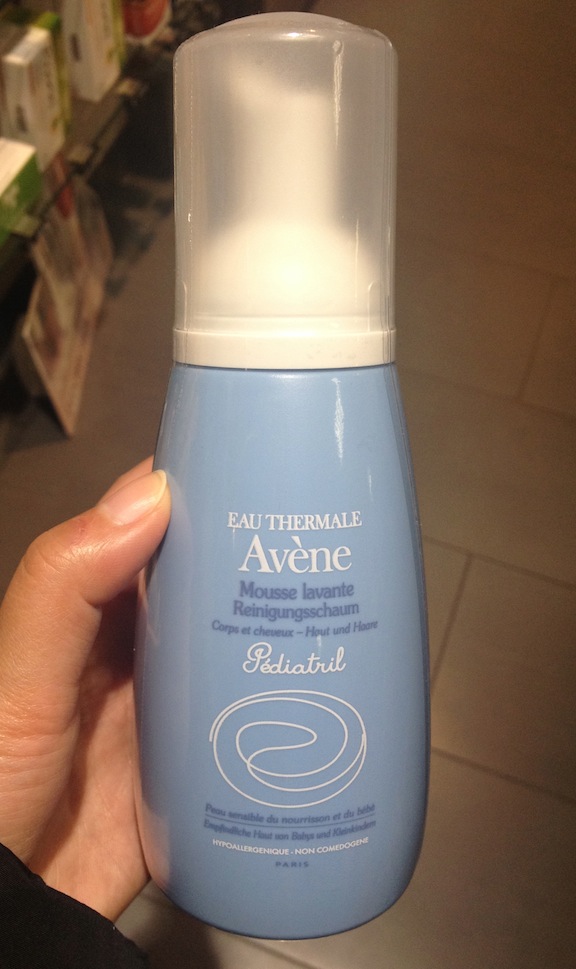 EAU THERMALE
Avène
Mousse lavante
Reinigungsschaum
Corps et cheveux – Haut und Haare
Pédiatril
Peau sensible du nourrisson et du bébé
Empfindliche Haut von Babys und Kleinkindern
HYPOALLERGENIQUE - NON COMEDOGENE
PARIS